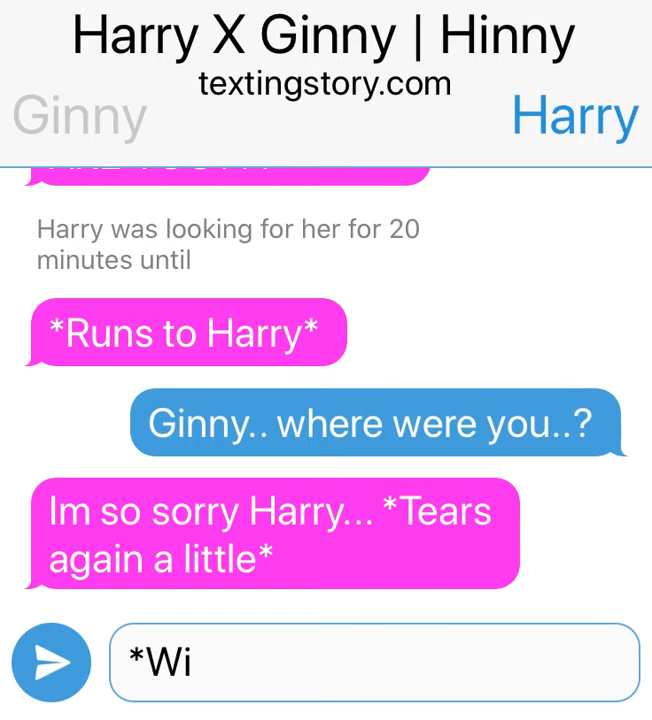 Harry X Ginny | Hinny
textingstory.com
Ginny
Harry
Harry was looking for her for 20
minutes until
*Runs to Harry*
Ginny.. where were you..?
Im so sorry Harry... *Tears
again a little*
*Wi